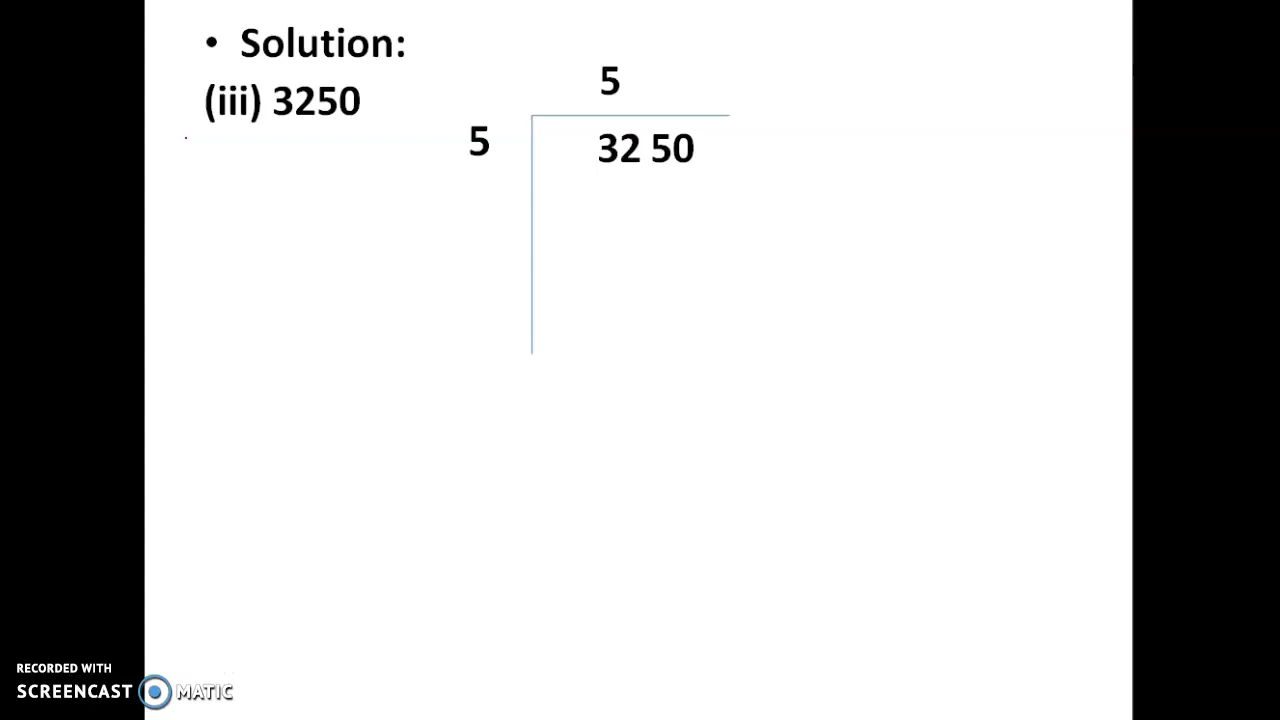 • Solution:
(iii) 3250
5
5
32 50
RECORDED WITH
SCREENCAST MATIC